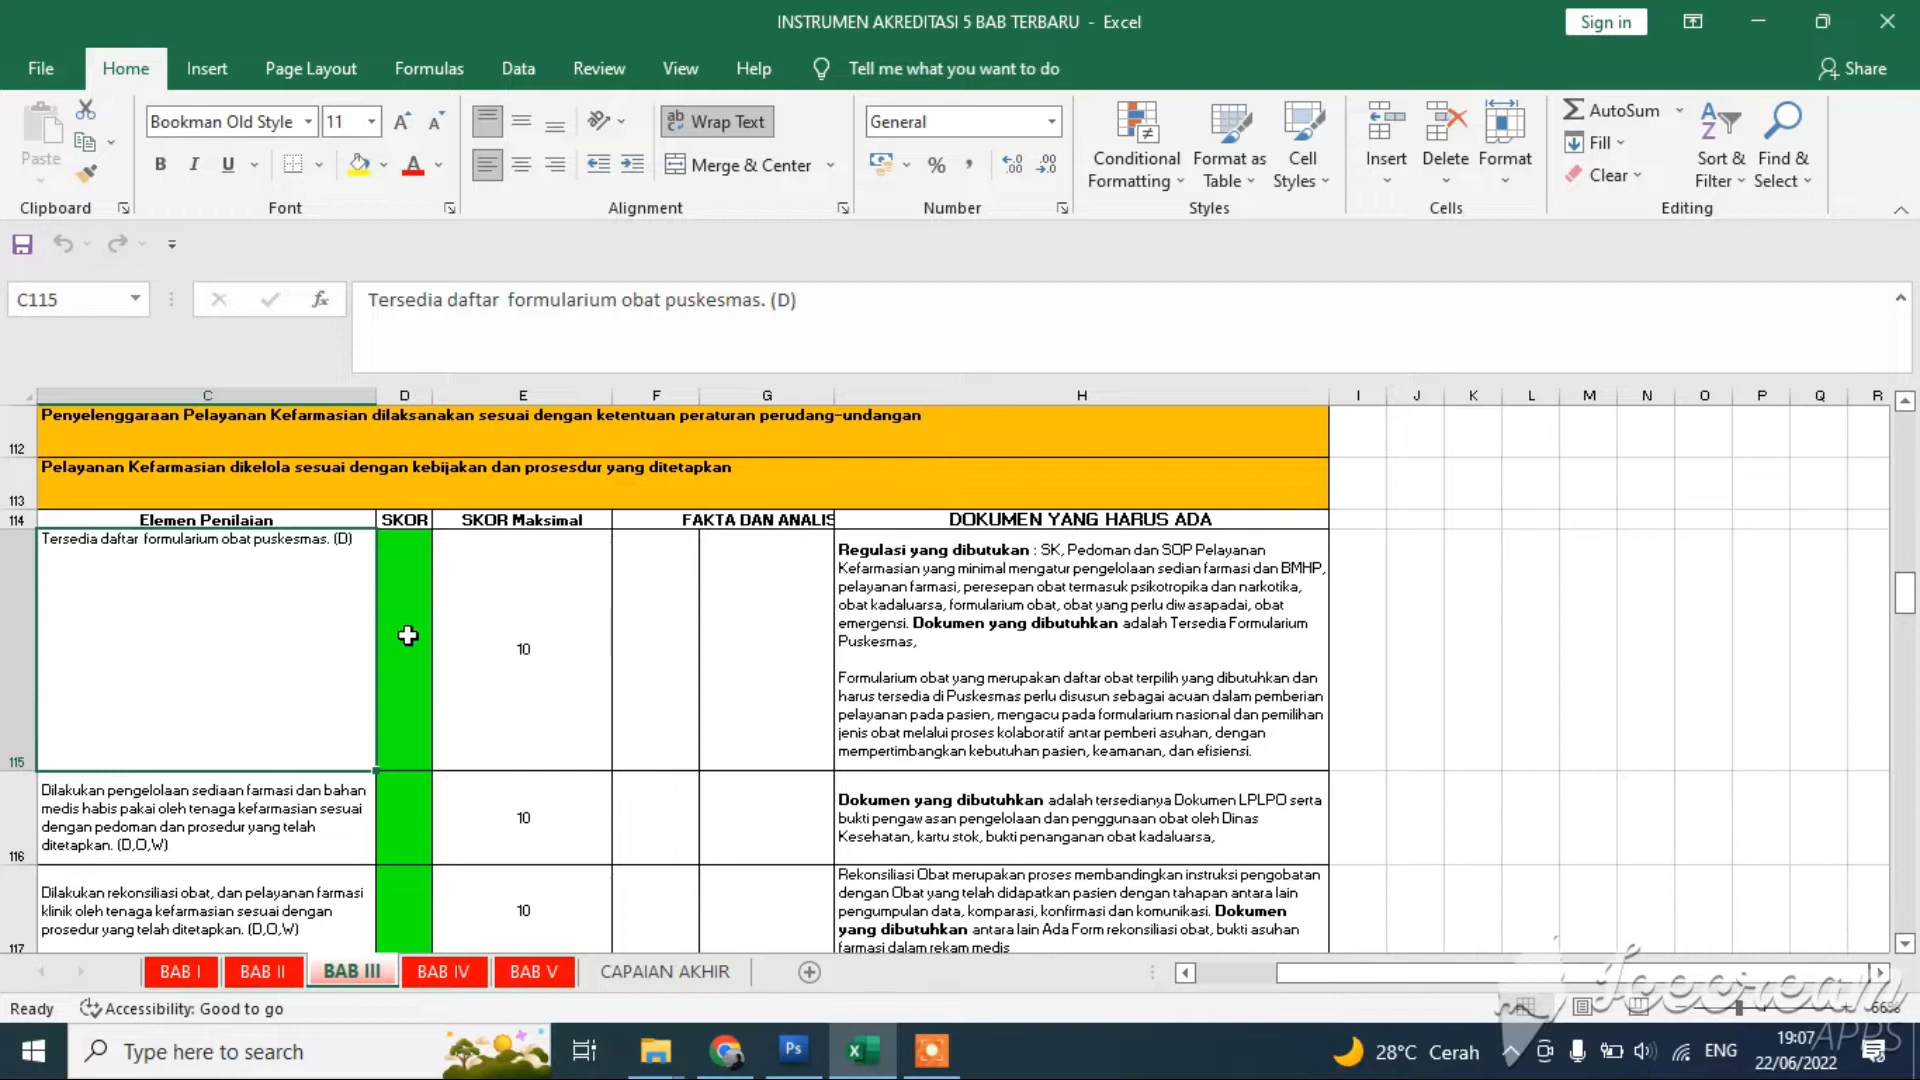 INSTRUMEN AKREDITASI 5 BAB TERBARU - Excel
Sign in
File Home Insert Page Layout Formulas Data Review View Help Tell me what you want to do Share
Paste
Clipboard
Bookman Old Style 11
B I U
Font
Wrap Text
Merge & Center
Alignment
General
% ,
Number
Conditional Formatting
Format as Table
Cell Styles
Styles
Insert Delete Format
Cells
AutoSum
Fill
Clear
Sort & Filter
Find & Select
Editing
C115
fx
Tersedia daftar formularium obat puskesmas. (D)
C D E F G H I J K L M N O P Q R
112
Penyelenggaraan Pelayanan Kefarmasian dilaksanakan sesuai dengan ketentuan peraturan perudang-undangan
113
Pelayanan Kefarmasian dikelola sesuai dengan kebijakan dan prosesdur yang ditetapkan
114
Elemen Penilaian SKOR SKOR Maksimal FAKTA DAN ANALIS DOKUMEN YANG HARUS ADA
115
Tersedia daftar formularium obat puskesmas. (D)
10
Regulasi yang dibutukan : SK, Pedoman dan SOP Pelayanan
Kefarmasian yang minimal mengatur pengelolaan sedian farmasi dan BMHP,
pelayanan farmasi, peresepan obat termasuk psikotropika dan narkotika,
obat kadaluarsa, formularium obat, obat yang perlu diwasapadai, obat
emergensi. Dokumen yang dibutuhkan adalah Tersedia Formularium
Puskesmas,
Formularium obat yang merupakan daftar obat terpilih yang dibutuhkan dan
harus tersedia di Puskesmas perlu disusun sebagai acuan dalam pemberian
pelayanan pada pasien, mengacu pada formularium nasional dan pemilihan
jenis obat melalui proses kolaboratif antar pemberi asuhan, dengan
mempertimbangkan kebutuhan pasien, keamanan, dan efisiensi.
116
Dilakukan pengelolaan sediaan farmasi dan bahan
medis habis pakai oleh tenaga kefarmasian sesuai
dengan pedoman dan prosedur yang telah
ditetapkan. (D,O,W)
10
Dokumen yang dibutuhkan adalah tersedianya Dokumen LPLPO serta
bukti pengawasan pengelolaan dan penggunaan obat oleh Dinas
Kesehatan, kartu stok, bukti penanganan obat kadaluarsa,
117
Dilakukan rekonsiliasi obat, dan pelayanan farmasi
klinik oleh tenaga kefarmasian sesuai dengan
prosedur yang telah ditetapkan. (D,O,W)
10
Rekonsiliasi Obat merupakan proses membandingkan instruksi pengobatan
dengan Obat yang telah didapatkan pasien dengan tahapan antara lain
pengumpulan data, komparasi, konfirmasi dan komunikasi. Dokumen
yang dibutuhkan antara lain Ada Form rekonsiliasi obat, bukti asuhan
farmasi dalam rekam medis
BAB I BAB II BAB III BAB IV BAB V CAPAIAN AKHIR
Ready Accessibility: Good to go
66%
Icecream
APPS
Type here to search
Ps
28°C Cerah
ENG
19:07
22/06/2022